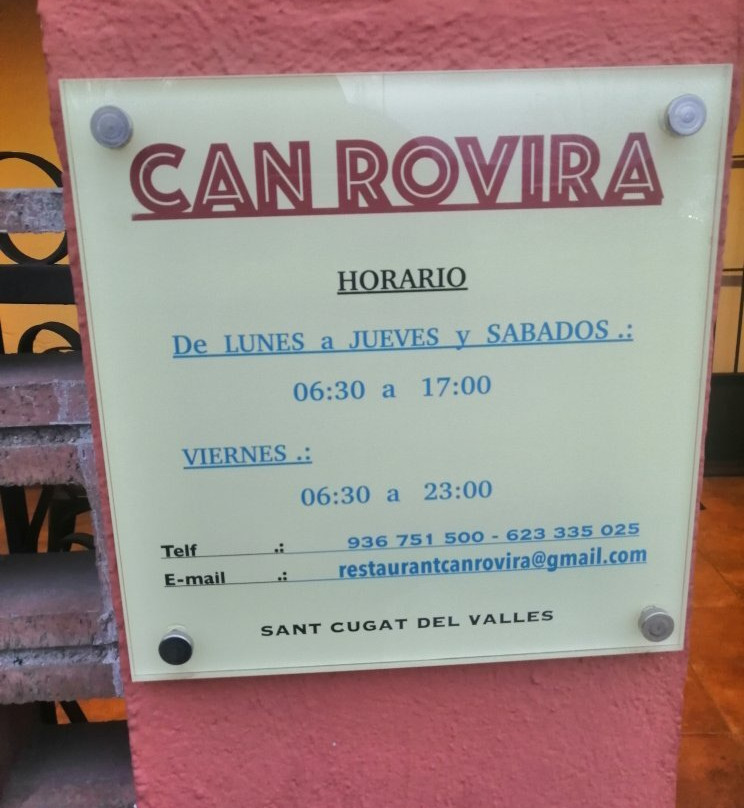 CAN ROVIRA
HORARIO
De LUNES a JUEVES y SABADOS .:
06:30 a 17:00
VIERNES .:
06:30 a 23:00
Telf .: 936 751 500 - 623 335 025
E-mail .: restaurantcanrovira@gmail.com
SANT CUGAT DEL VALLES